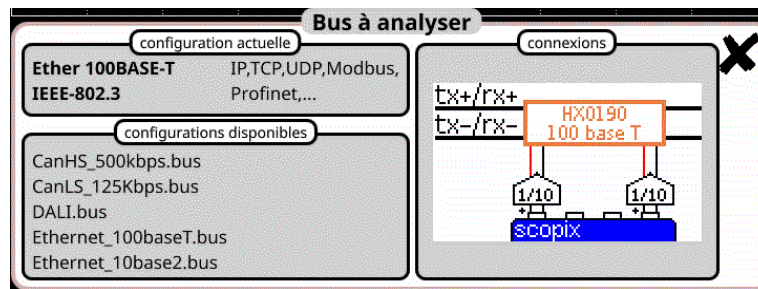 Bus à analyser
configuration actuelle
Ether 100BASE-T IP,TCP,UDP,Modbus,
IEEE-802.3 Profinet,...
configurations disponibles
CanHS_500kbps.bus
CanLS_125Kbps.bus
DALI.bus
Ethernet_100baseT.bus
Ethernet_10base2.bus
connexions
tx+/rx+
tx-/rx-
HX0190
100 base T
1/10 1/10
+ +
scopix